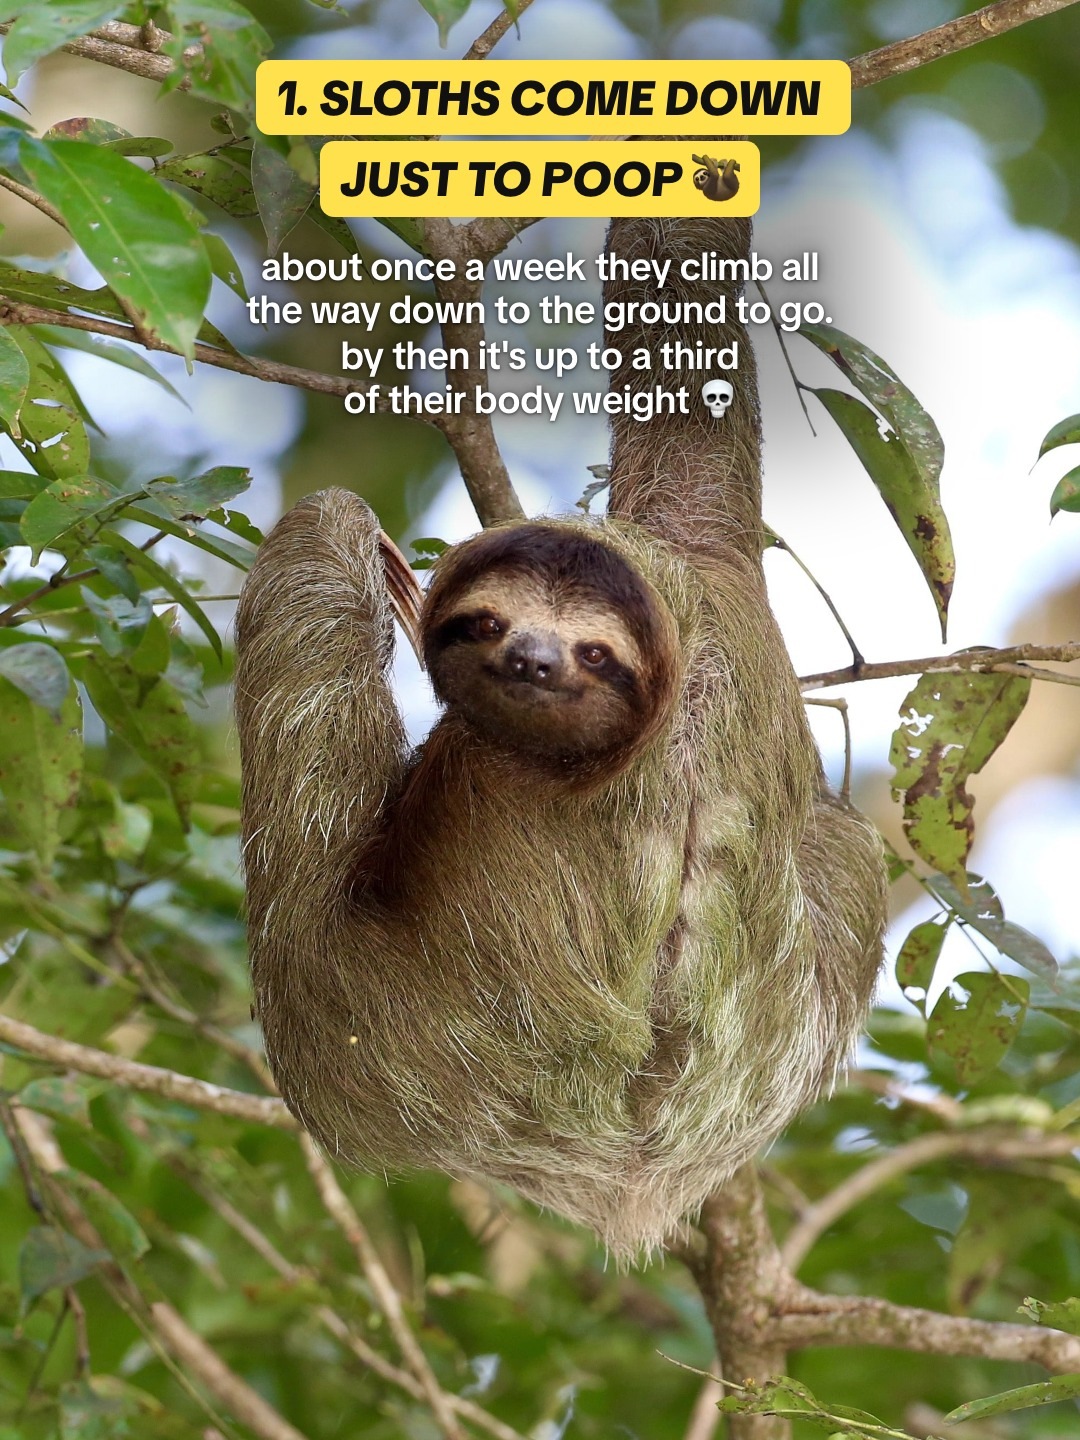 1. SLOTHS COME DOWN
JUST TO POOP 🦥
about once a week they climb all
the way down to the ground to go.
by then it's up to a third
of their body weight 💀